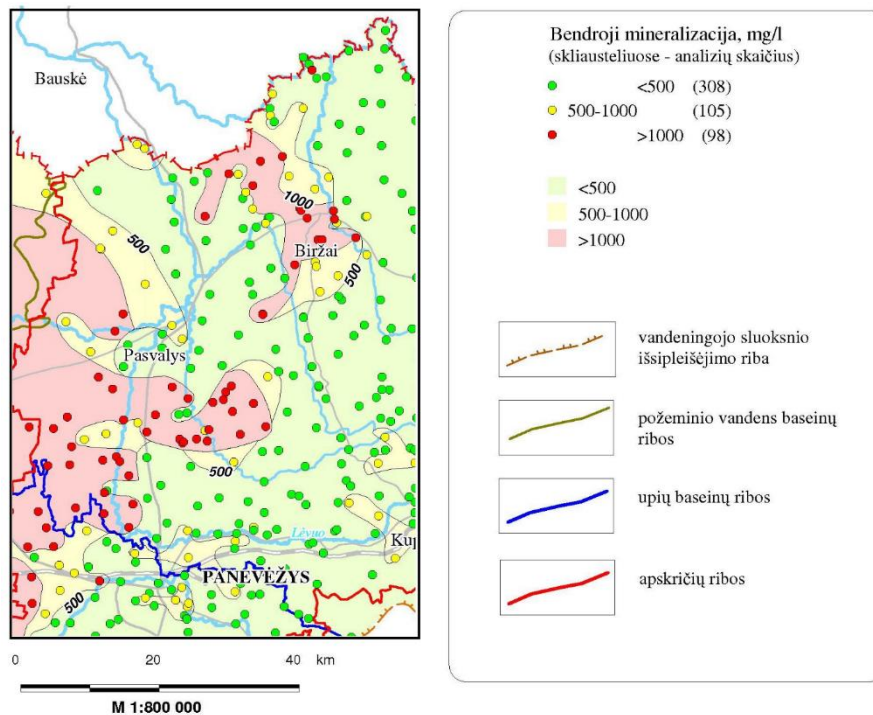 Bauskė
1000
500
Biržai
500
Pasvalys
500
Lėvuo
Kup
PANEVĖŽYS
500
0 20 40 km
M 1:800 000
Bendroji mineralizacija, mg/l
(skliausteliuose - analizių skaičius)
<500 (308)
500-1000 (105)
>1000 (98)
<500
500-1000
>1000
vandeningojo sluoksnio
išsipleišėjimo riba
požeminio vandens baseinų
ribos
upių baseinų ribos
apskričių ribos